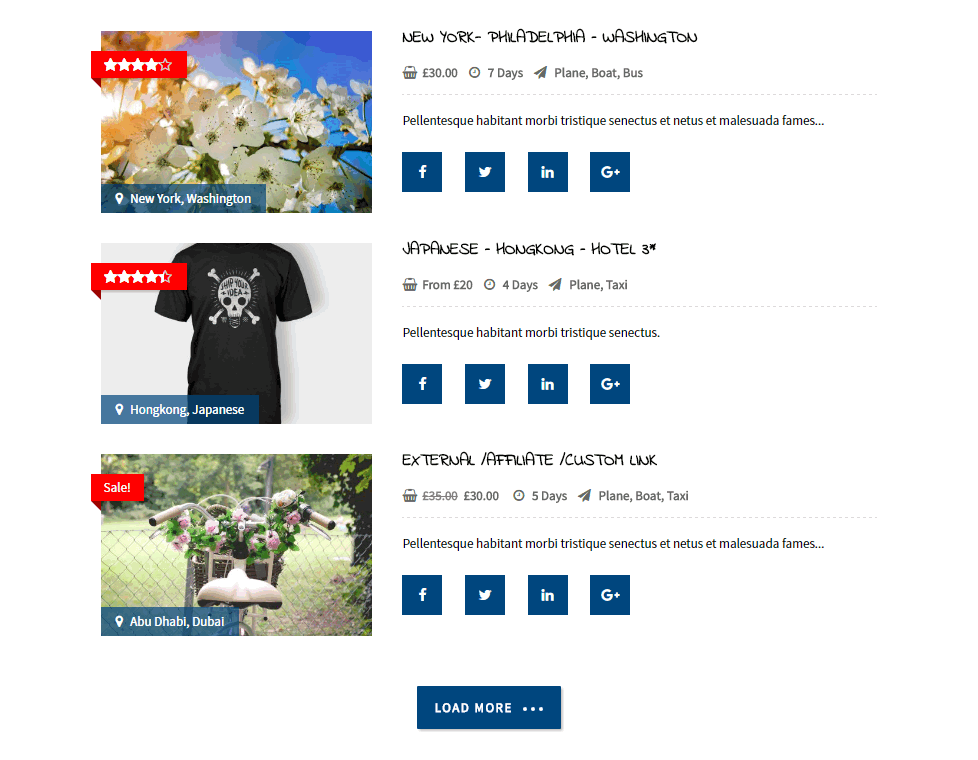 NEW YORK- PHILADELPHIA - WASHINGTON
£30.00 7 Days Plane, Boat, Bus
Pellentesque habitant morbi tristique senectus et netus et malesuada fames...
New York, Washington
JAPANESE - HONGKONG - HOTEL 3*
From £20 4 Days Plane, Taxi
SHIP YOUR
IDEA
Pellentesque habitant morbi tristique senectus.
Hongkong, Japanese
EXTERNAL /AFFILIATE /CUSTOM LINK
Sale!
£35.00 £30.00 5 Days Plane, Boat, Taxi
Pellentesque habitant morbi tristique senectus et netus et malesuada fames...
Abu Dhabi, Dubai
LOAD MORE